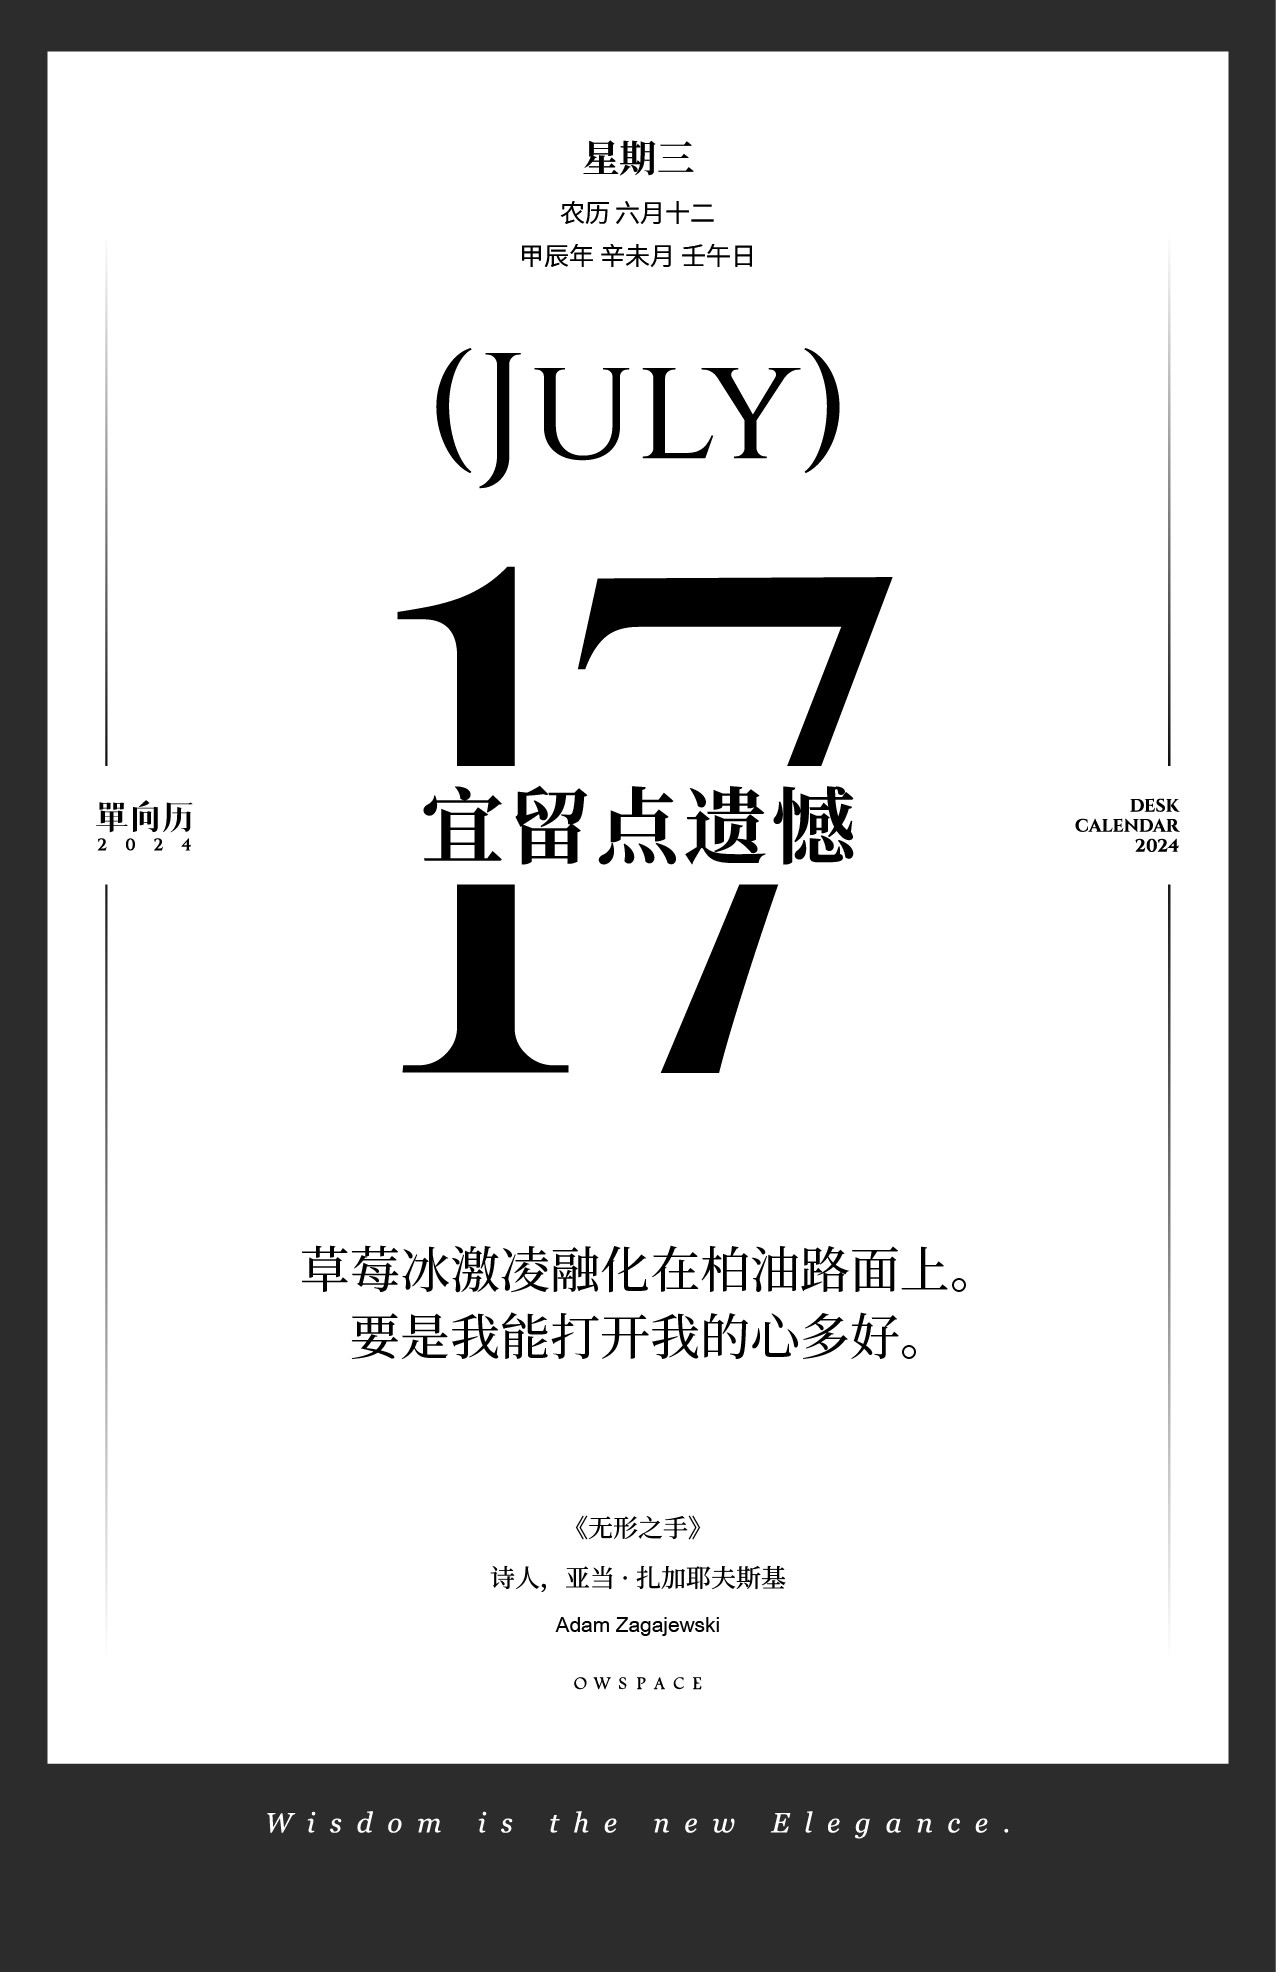 星期三
农历 六月十二
甲辰年 辛未月 壬午日
(JULY)
17
單向历
2024
宜留点遗憾
DESK
CALENDAR
2024
草莓冰激凌融化在柏油路面上。
要是我能打开我的心多好。
《无形之手》
诗人，亚当·扎加耶夫斯基
Adam Zagajewski
OWSPACE
Wisdom is the new Elegance.